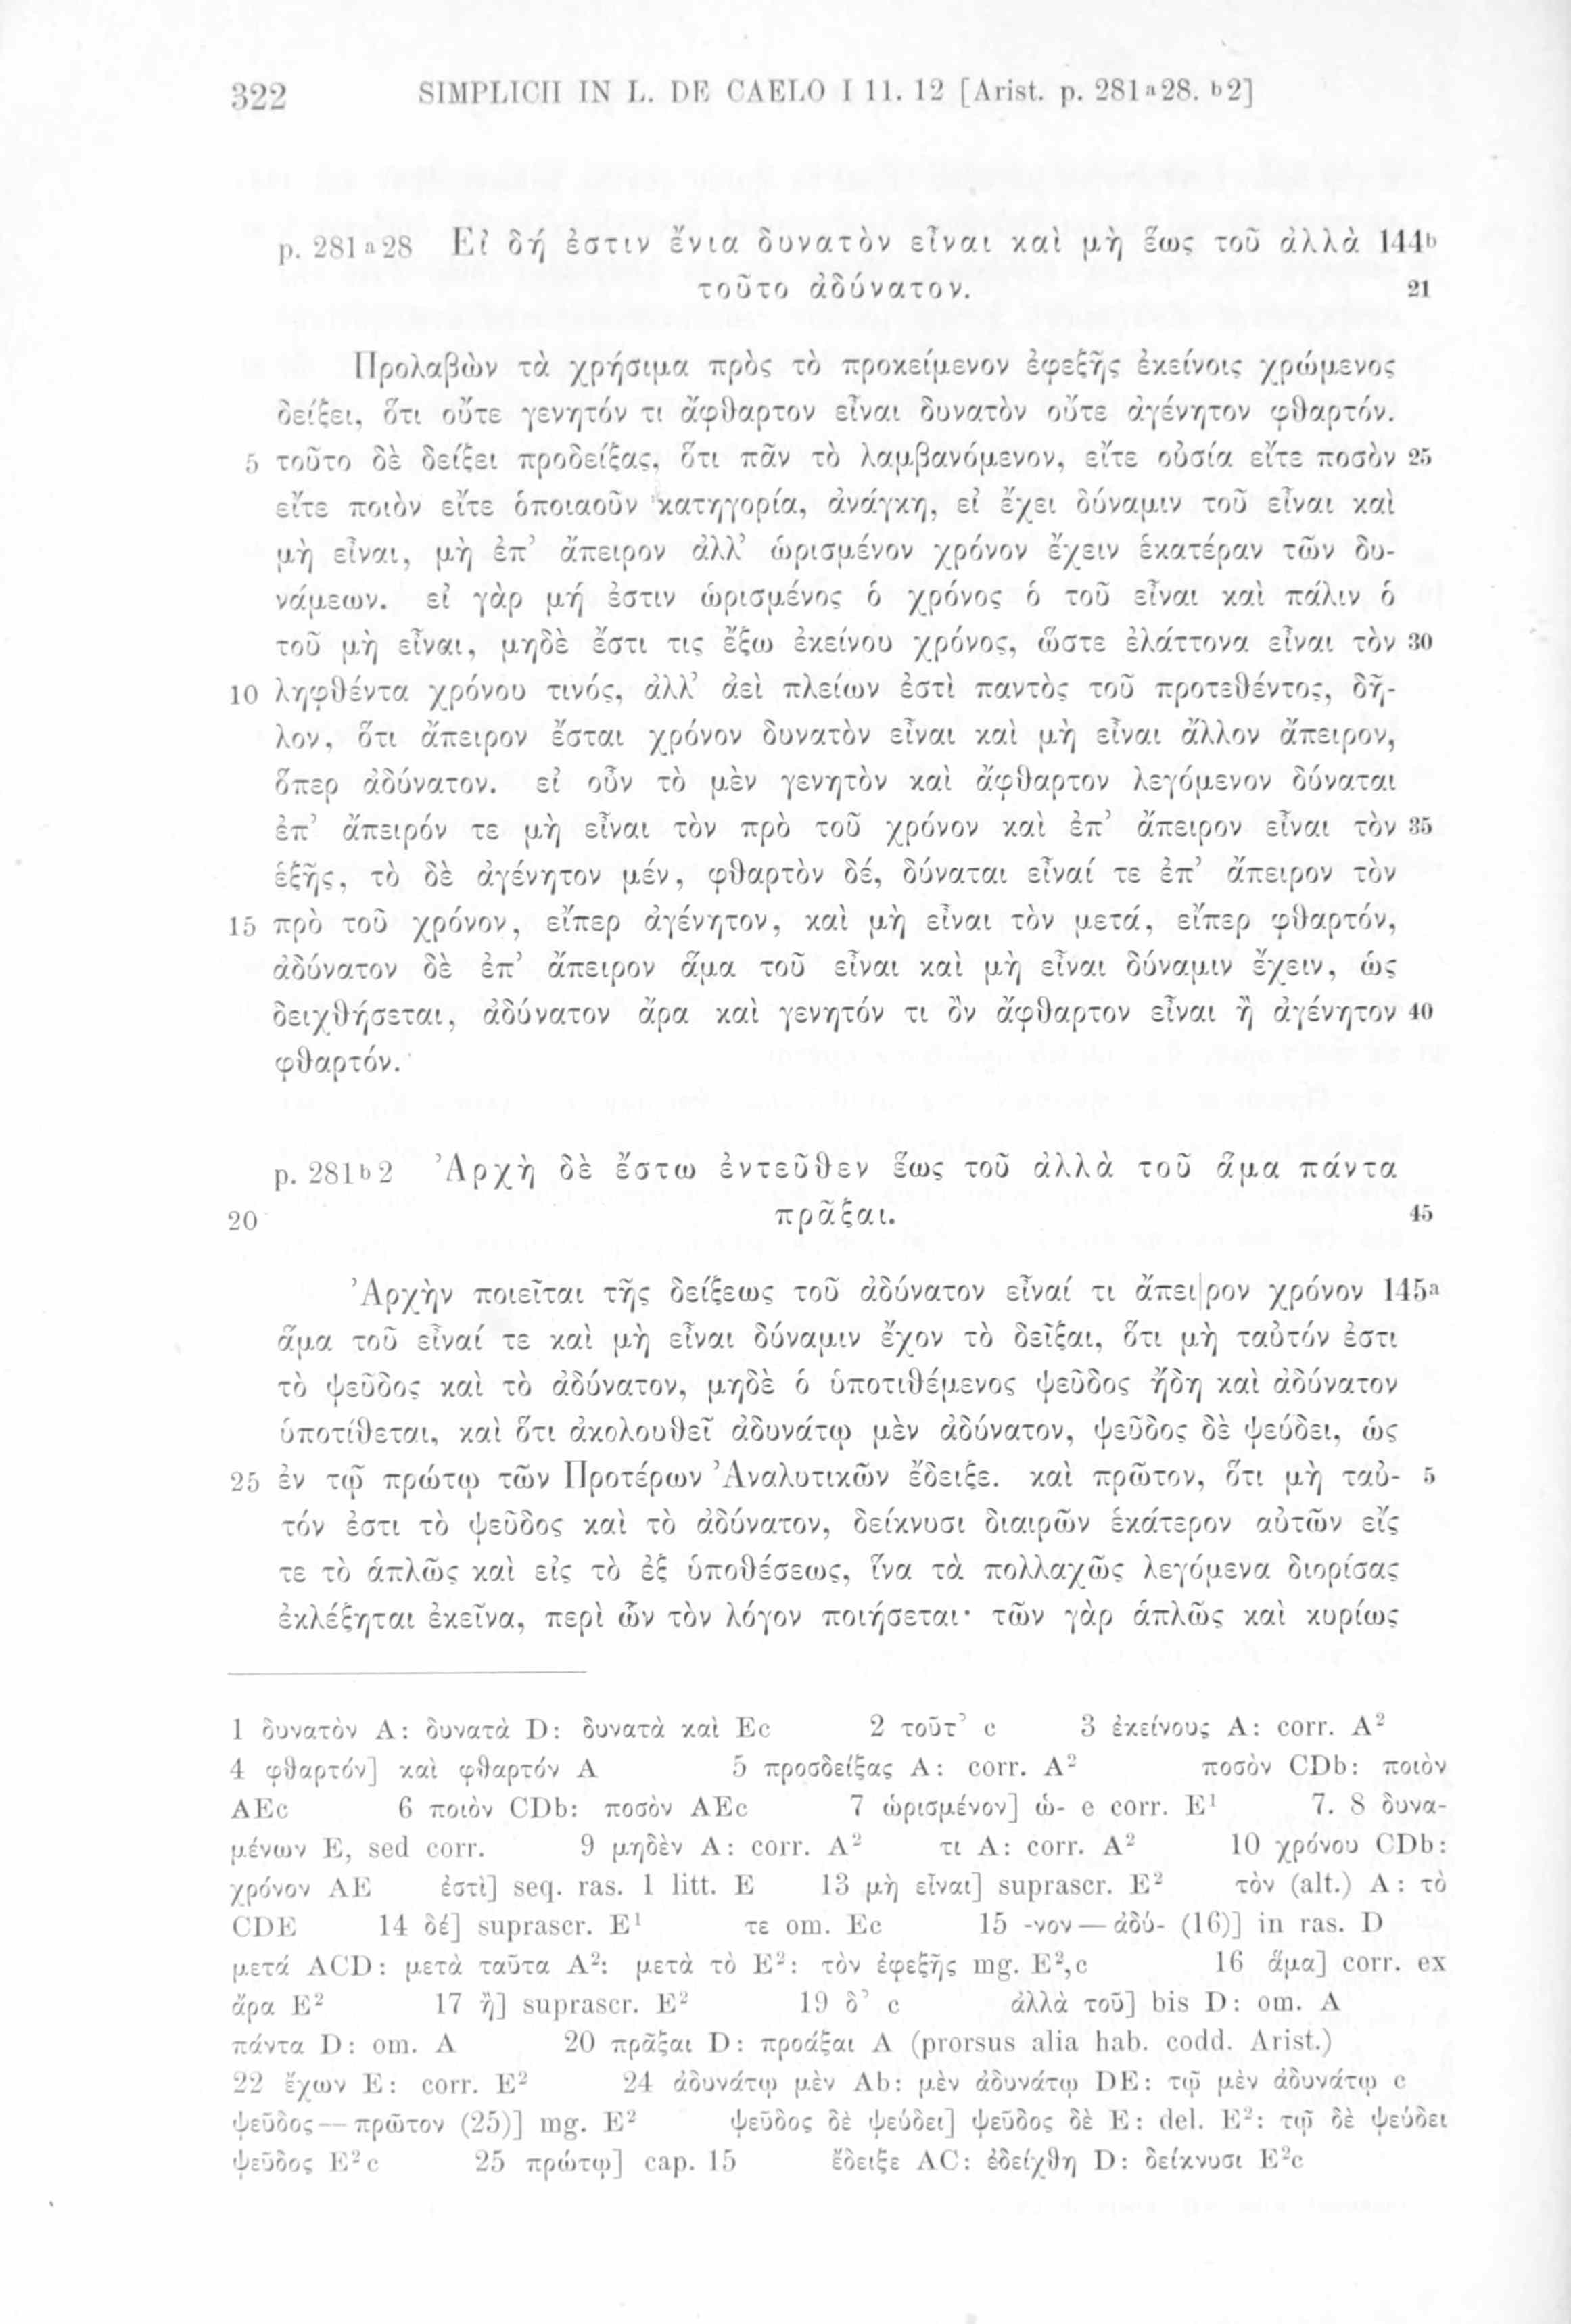 322 SIMPLICII IN L. DE CAELO I 11. 12 [Arist. p. 281ᵃ28. ᵇ2]
p. 281ᵃ28 Εἰ δή ἐστιν ἔνια δυνατὸν εἶναι καὶ μὴ ἕως τοῦ ἀλλὰ 144ᵇ
τοῦτο ἀδύνατον. 21
Προλαβὼν τὰ χρήσιμα πρὸς τὸ προκείμενον ἐφεξῆς ἐκείνοις χρώμενος
δείξει, ὅτι οὔτε γενητόν τι ἄφθαρτον εἶναι δυνατὸν οὔτε ἀγένητον φθαρτόν.
5 τοῦτο δὲ δείξει προδείξας, ὅτι πᾶν τὸ λαμβανόμενον, εἴτε οὐσία εἴτε ποσὸν 25
εἴτε ποιὸν εἴτε ὁποιαοῦν κατηγορία, ἀνάγκη, εἰ ἔχει δύναμιν τοῦ εἶναι καὶ
μὴ εἶναι, μὴ ἐπ’ ἄπειρον ἀλλ’ ὡρισμένον χρόνον ἔχειν ἑκατέραν τῶν δυ-
νάμεων. εἰ γὰρ μή ἐστιν ὡρισμένος ὁ χρόνος ὁ τοῦ εἶναι καὶ πάλιν ὁ
τοῦ μὴ εἶναι, μηδὲ ἔστι τις ἔξω ἐκείνου χρόνος, ὥστε ἐλάττονα εἶναι τὸν 30
10 ληφθέντα χρόνου τινός, ἀλλ’ ἀεὶ πλείων ἐστὶ παντὸς τοῦ προτεθέντος, δῆ-
λον, ὅτι ἄπειρον ἔσται χρόνον δυνατὸν εἶναι καὶ μὴ εἶναι ἄλλον ἄπειρον,
ὅπερ ἀδύνατον. εἰ οὖν τὸ μὲν γενητὸν καὶ ἄφθαρτον λεγόμενον δύναται
ἐπ’ ἄπειρόν τε μὴ εἶναι τὸν πρὸ τοῦ χρόνον καὶ ἐπ’ ἄπειρον εἶναι τὸν 35
ἑξῆς, τὸ δὲ ἀγένητον μέν, φθαρτὸν δέ, δύναται εἶναί τε ἐπ’ ἄπειρον τὸν
15 πρὸ τοῦ χρόνον, εἴπερ ἀγένητον, καὶ μὴ εἶναι τὸν μετά, εἴπερ φθαρτόν,
ἀδύνατον δὲ ἐπ’ ἄπειρον ἅμα τοῦ εἶναι καὶ μὴ εἶναι δύναμιν ἔχειν, ὡς
δειχθήσεται, ἀδύνατον ἄρα καὶ γενητόν τι ὂν ἄφθαρτον εἶναι ἢ ἀγένητον 40
φθαρτόν.
p. 281ᵇ2 Ἀρχὴ δὲ ἔστω ἐντεῦθεν ἕως τοῦ ἀλλὰ τοῦ ἅμα πάντα
20 πρᾶξαι. 45
Ἀρχὴν ποιεῖται τῆς δείξεως τοῦ ἀδύνατον εἶναί τι ἄπει|ρον χρόνον 145ᵃ
ἅμα τοῦ εἶναί τε καὶ μὴ εἶναι δύναμιν ἔχον τὸ δεῖξαι, ὅτι μὴ ταὐτόν ἐστι
τὸ ψεῦδος καὶ τὸ ἀδύνατον, μηδὲ ὁ ὑποτιθέμενος ψεῦδος ἤδη καὶ ἀδύνατον
ὑποτίθεται, καὶ ὅτι ἀκολουθεῖ ἀδυνάτῳ μὲν ἀδύνατον, ψεῦδος δὲ ψεύδει, ὡς
25 ἐν τῷ πρώτῳ τῶν Προτέρων Ἀναλυτικῶν ἔδειξε. καὶ πρῶτον, ὅτι μὴ ταὐ- 5
τόν ἐστι τὸ ψεῦδος καὶ τὸ ἀδύνατον, δείκνυσι διαιρῶν ἑκάτερον αὐτῶν εἴς
τε τὸ ἁπλῶς καὶ εἰς τὸ ἐξ ὑποθέσεως, ἵνα τὰ πολλαχῶς λεγόμενα διορίσας
ἐκλέξηται ἐκεῖνα, περὶ ὧν τὸν λόγον ποιήσεται· τῶν γὰρ ἁπλῶς καὶ κυρίως
1 δυνατὸν A: δυνατὰ D: δυνατὰ καὶ Ec 2 τοῦτ’ c 3 ἐκείνους A: corr. A²
4 φθαρτόν] καὶ φθαρτόν A 5 προσδείξας A: corr. A² ποσὸν CDb: ποιὸν
AEc 6 ποιὸν CDb: ποσὸν AEc 7 ὡρισμένον] ὡ- e corr. E¹ 7. 8 δυνα-
μένων E, sed corr. 9 μηδὲν A: corr. A² τι A: corr. A² 10 χρόνου CDb:
χρόνον AE ἐστὶ] seq. ras. 1 litt. E 13 μὴ εἶναι] suprascr. E² τὸν (alt.) A: τὸ
CDE 14 δέ] suprascr. E¹ τε om. Ec 15 -νον — ἀδύ- (16)] in ras. D
μετά ACD: μετὰ ταῦτα A²: μετὰ τὸ E²: τὸν ἐφεξῆς mg. E²,c 16 ἅμα] corr. ex
ἄρα E² 17 ἢ] suprascr. E² 19 δ’ c ἀλλὰ τοῦ] bis D: om. A
πάντα D: om. A 20 πρᾶξαι D: προάξαι A (prorsus alia hab. codd. Arist.)
22 ἔχων E: corr. E² 24 ἀδυνάτῳ μὲν Ab: μὲν ἀδυνάτῳ DE: τῷ μὲν ἀδυνάτῳ c
ψεῦδος — πρῶτον (25)] mg. E² ψεῦδος δὲ ψεύδει] ψεῦδος δὲ E: del. E²: τῷ δὲ ψεύδει
ψεῦδος E²c 25 πρώτῳ] cap. 15 ἔδειξε AC: ἐδείχθη D: δείκνυσι E²c